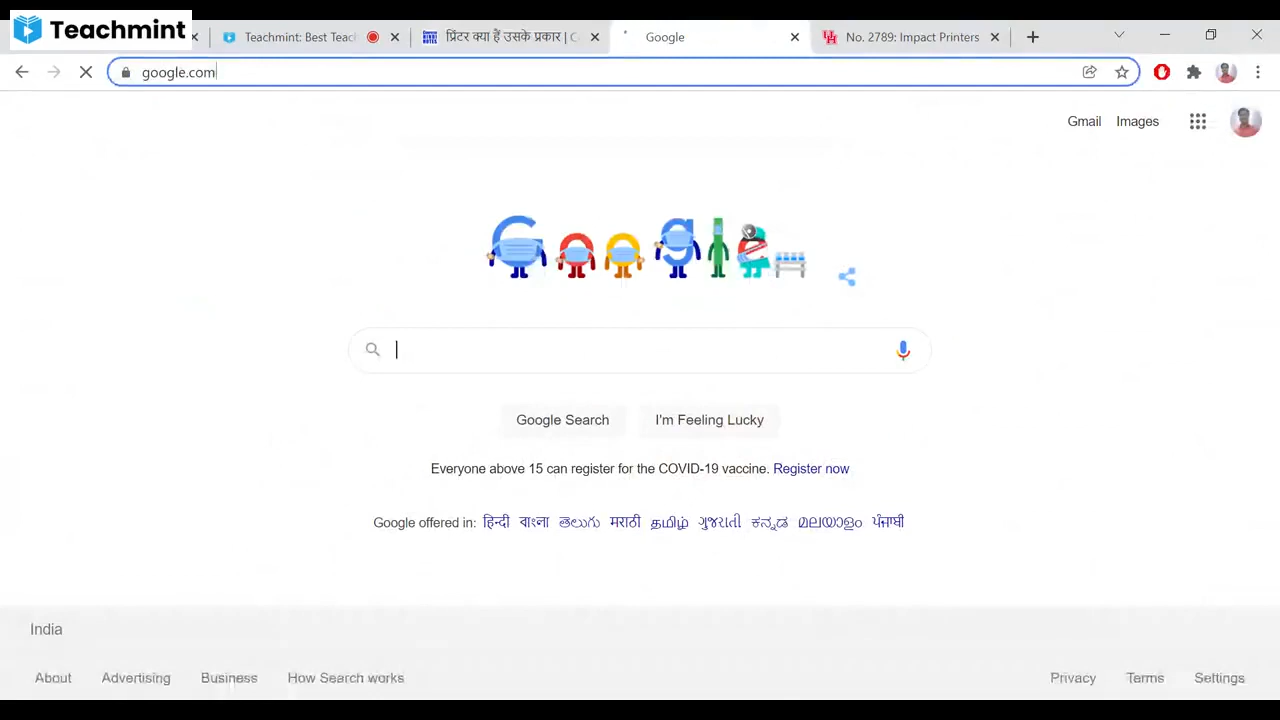 Teachmint
Teachmint: Best Teac
प्रिंटर क्या हैं उसके प्रकार | C
Google
No. 2789: Impact Printers
google.com
Gmail
Images
Google
Google Search
I'm Feeling Lucky
Everyone above 15 can register for the COVID-19 vaccine. Register now
Google offered in: हिन्दी বাংলা తెలుగు मराठी தமிழ் ગુજરાતી ಕನ್ನಡ മലയാളം ਪੰਜਾਬੀ
India
About Advertising Business How Search works
Privacy Terms Settings